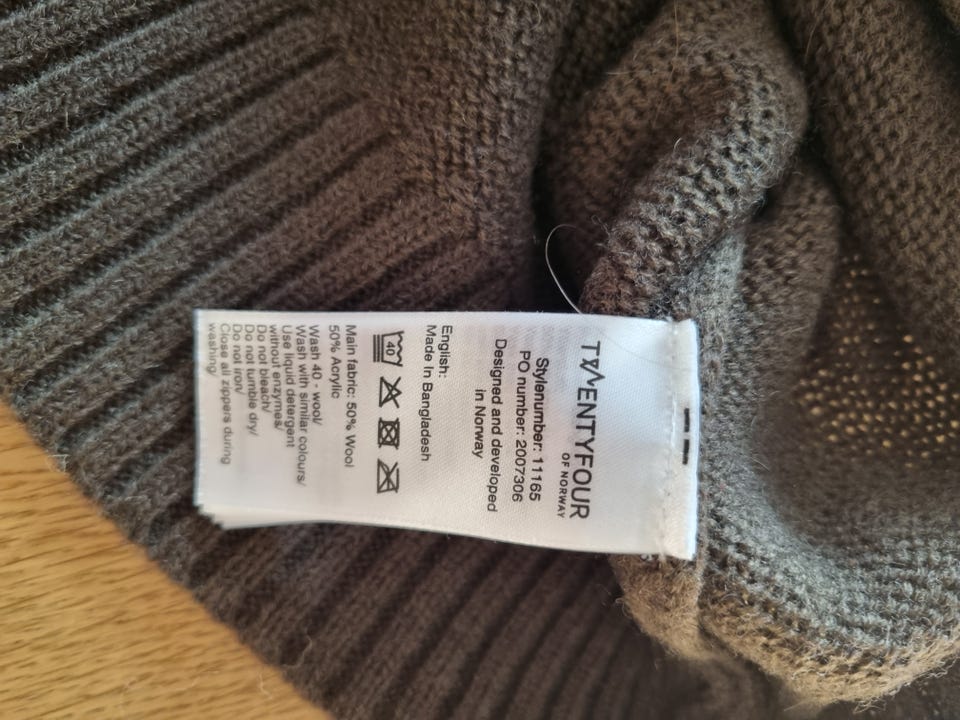 TWENTYFOUR
OF NORWAY
Stylenumber: 11165
PO number: 2007306
Designed and developed
in Norway
English:
Made In Bangladesh
40
Main fabric: 50% Wool
50% Acrylic
Wash 40 - wool/
Wash with similar colours/
Use liquid detergent
without enzymes/
Do not bleach/
Do not tumble dry/
Do not iron/
Close all zippers during
washing/